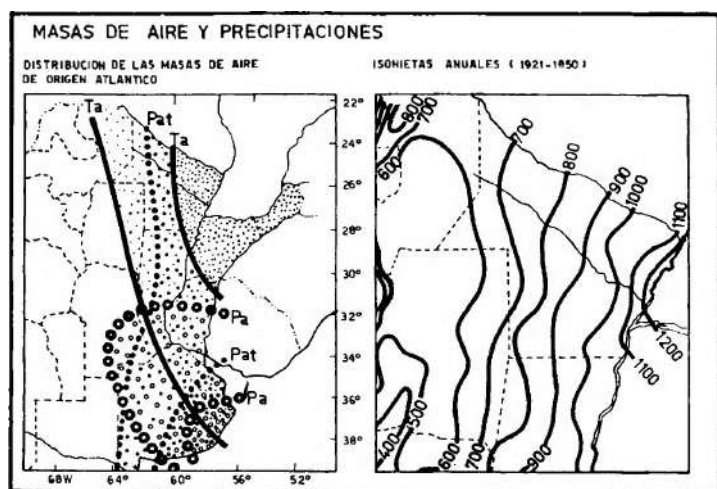 MASAS DE AIRE Y PRECIPITACIONES
DISTRIBUCION DE LAS MASAS DE AIRE
DE ORIGEN ATLANTICO
ISOHIETAS ANUALES (1921-1850)
Ta
Pat
Ta
Pa
Pat
Pa
22°
24°
26°
28°
30°
32°
34°
36°
38°
68W
64°
60°
56°
52°
800
700
600
700
800
900
1000
1100
1200
1100
500
400
600
700
900